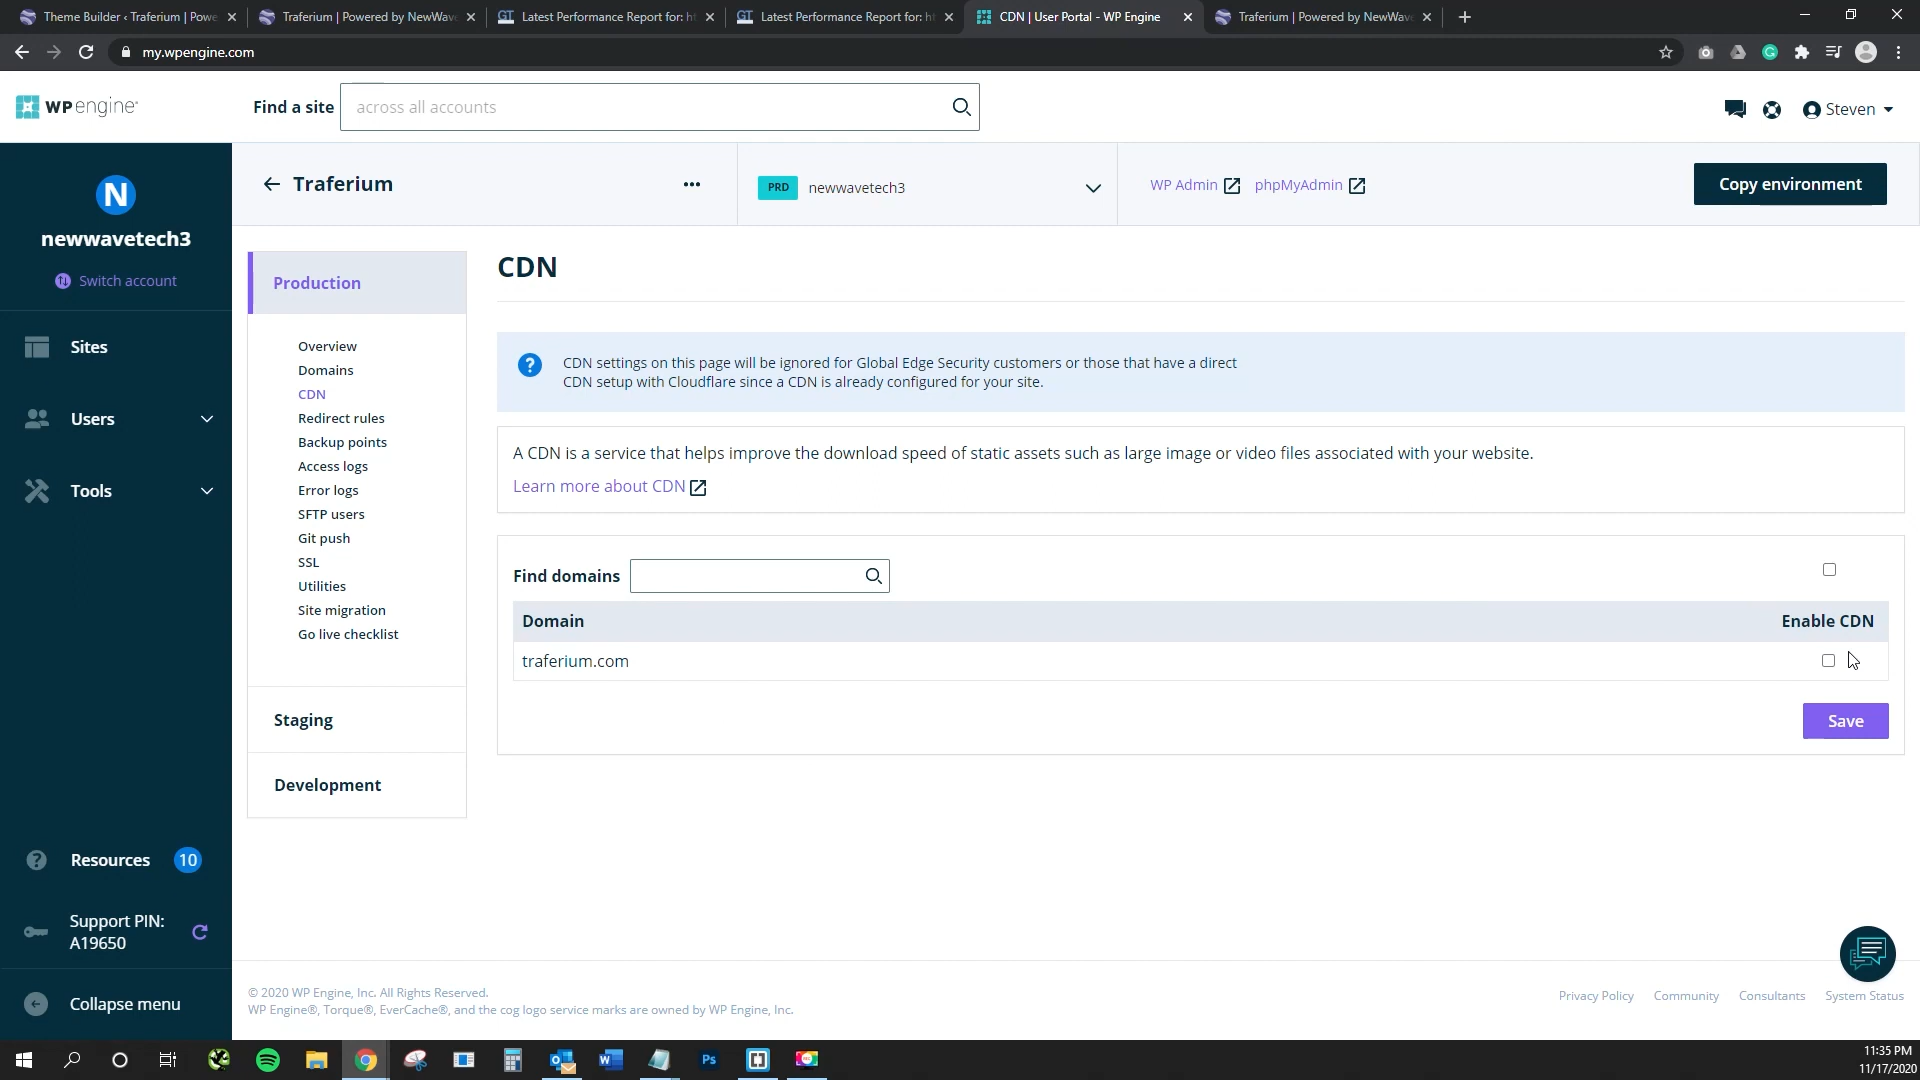 Theme Builder ‹ Traferium | Powe
Traferium | Powered by NewWave
GT Latest Performance Report for: h
GT Latest Performance Report for: h
CDN | User Portal - WP Engine
Traferium | Powered by NewWave
my.wpengine.com
WPengine
Find a site
across all accounts
Steven
N
newwavetech3
Switch account
Sites
Users
Tools
Resources
10
Support PIN:
A19650
Collapse menu
Traferium
PRD
newwavetech3
WP Admin
phpMyAdmin
Copy environment
Production
Overview
Domains
CDN
Redirect rules
Backup points
Access logs
Error logs
SFTP users
Git push
SSL
Utilities
Site migration
Go live checklist
Staging
Development
CDN
CDN settings on this page will be ignored for Global Edge Security customers or those that have a direct
CDN setup with Cloudflare since a CDN is already configured for your site.
A CDN is a service that helps improve the download speed of static assets such as large image or video files associated with your website.
Learn more about CDN
Find domains
Domain
Enable CDN
traferium.com
Save
© 2020 WP Engine, Inc. All Rights Reserved.
WP Engine®, Torque®, EverCache®, and the cog logo service marks are owned by WP Engine, Inc.
Privacy Policy
Community
Consultants
System Status
Ps
11:35 PM
11/17/2020